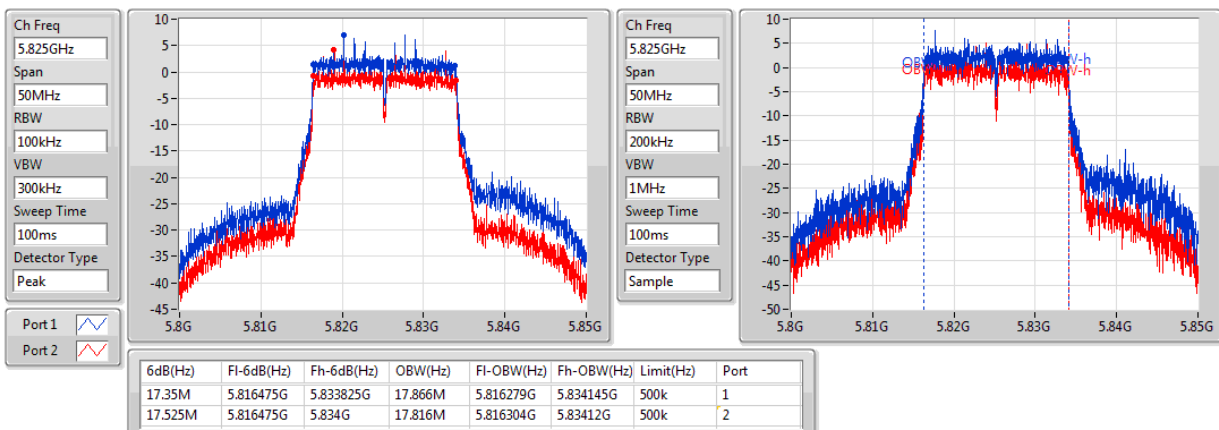 Ch Freq
5.825GHz
Span
50MHz
RBW
100kHz
VBW
300kHz
Sweep Time
100ms
Detector Type
Peak
Port 1
Port 2
10
5
0
-5
-10
-15
-20
-25
-30
-35
-40
-45
5.8G 5.81G 5.82G 5.83G 5.84G 5.85G
Ch Freq
5.825GHz
Span
50MHz
RBW
200kHz
VBW
1MHz
Sweep Time
100ms
Detector Type
Sample
10
5
0
-5
-10
-15
-20
-25
-30
-35
-40
-45
-50
5.8G 5.81G 5.82G 5.83G 5.84G 5.85G
6dB(Hz) Fl-6dB(Hz) Fh-6dB(Hz) OBW(Hz) Fl-OBW(Hz) Fh-OBW(Hz) Limit(Hz) Port
17.35M 5.816475G 5.833825G 17.866M 5.816279G 5.834145G 500k 1
17.525M 5.816475G 5.834G 17.816M 5.816304G 5.83412G 500k 2